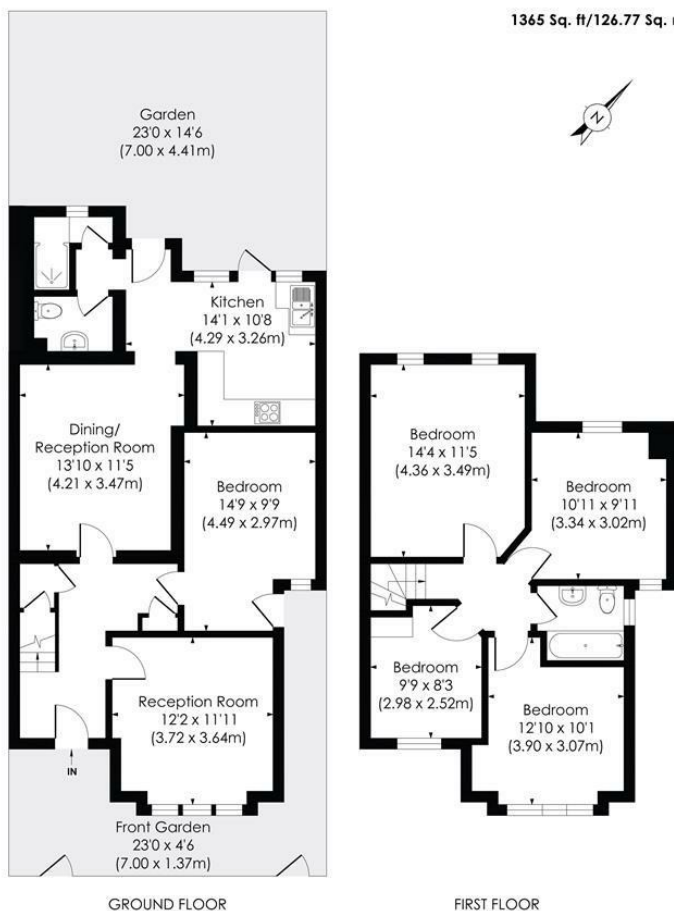 1365 Sq. ft/126.77 Sq.
N
Garden
23'0 x 14'6
(7.00 x 4.41m)
Kitchen
14'1 x 10'8
(4.29 x 3.26m)
Dining/
Reception Room
13'10 x 11'5
(4.21 x 3.47m)
Bedroom
14'9 x 9'9
(4.49 x 2.97m)
Reception Room
12'2 x 11'11
(3.72 x 3.64m)
IN
Front Garden
23'0 x 4'6
(7.00 x 1.37m)
GROUND FLOOR
Bedroom
14'4 x 11'5
(4.36 x 3.49m)
Bedroom
10'11 x 9'11
(3.34 x 3.02m)
Bedroom
9'9 x 8'3
(2.98 x 2.52m)
Bedroom
12'10 x 10'1
(3.90 x 3.07m)
FIRST FLOOR